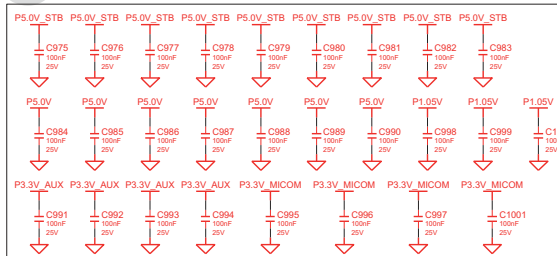 P5.0V_STB P5.0V_STB P5.0V_STB P5.0V_STB P5.0V_STB P5.0V_STB P5.0V_STB P5.0V_STB P5.0V_STB
C975 C976 C977 C978 C979 C980 C981 C982 C983
100nF 100nF 100nF 100nF 100nF 100nF 100nF 100nF 100nF
25V 25V 25V 25V 25V 25V 25V 25V 25V
P5.0V P5.0V P5.0V P5.0V P5.0V P5.0V P5.0V P1.05V P1.05V P1.05V
C984 C985 C986 C987 C988 C989 C990 C998 C999
100nF 100nF 100nF 100nF 100nF 100nF 100nF 100nF 100nF
25V 25V 25V 25V 25V 25V 25V 25V 25V 25V
P3.3V_AUX P3.3V_AUX P3.3V_AUX P3.3V_AUX P3.3V_MICOM P3.3V_MICOM P3.3V_MICOM P3.3V_MICOM
C991 C992 C993 C994 C995 C996 C997 C1001
100nF 100nF 100nF 100nF 100nF 100nF 100nF 100nF
25V 25V 25V 25V 25V 25V 25V 25V